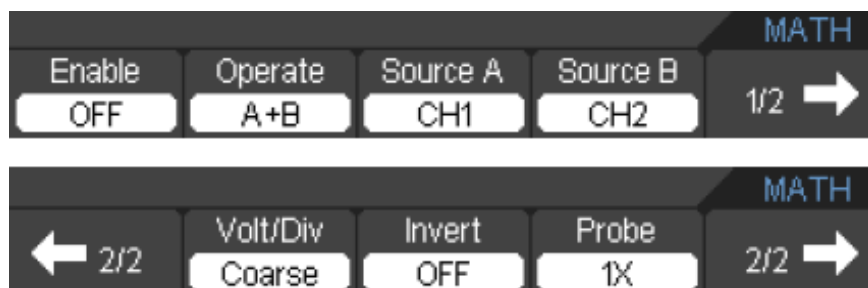 MATH
Enable Operate Source A Source B
OFF A+B CH1 CH2 1/2
MATH
2/2 Volt/Div Invert Probe 2/2
Coarse OFF 1X